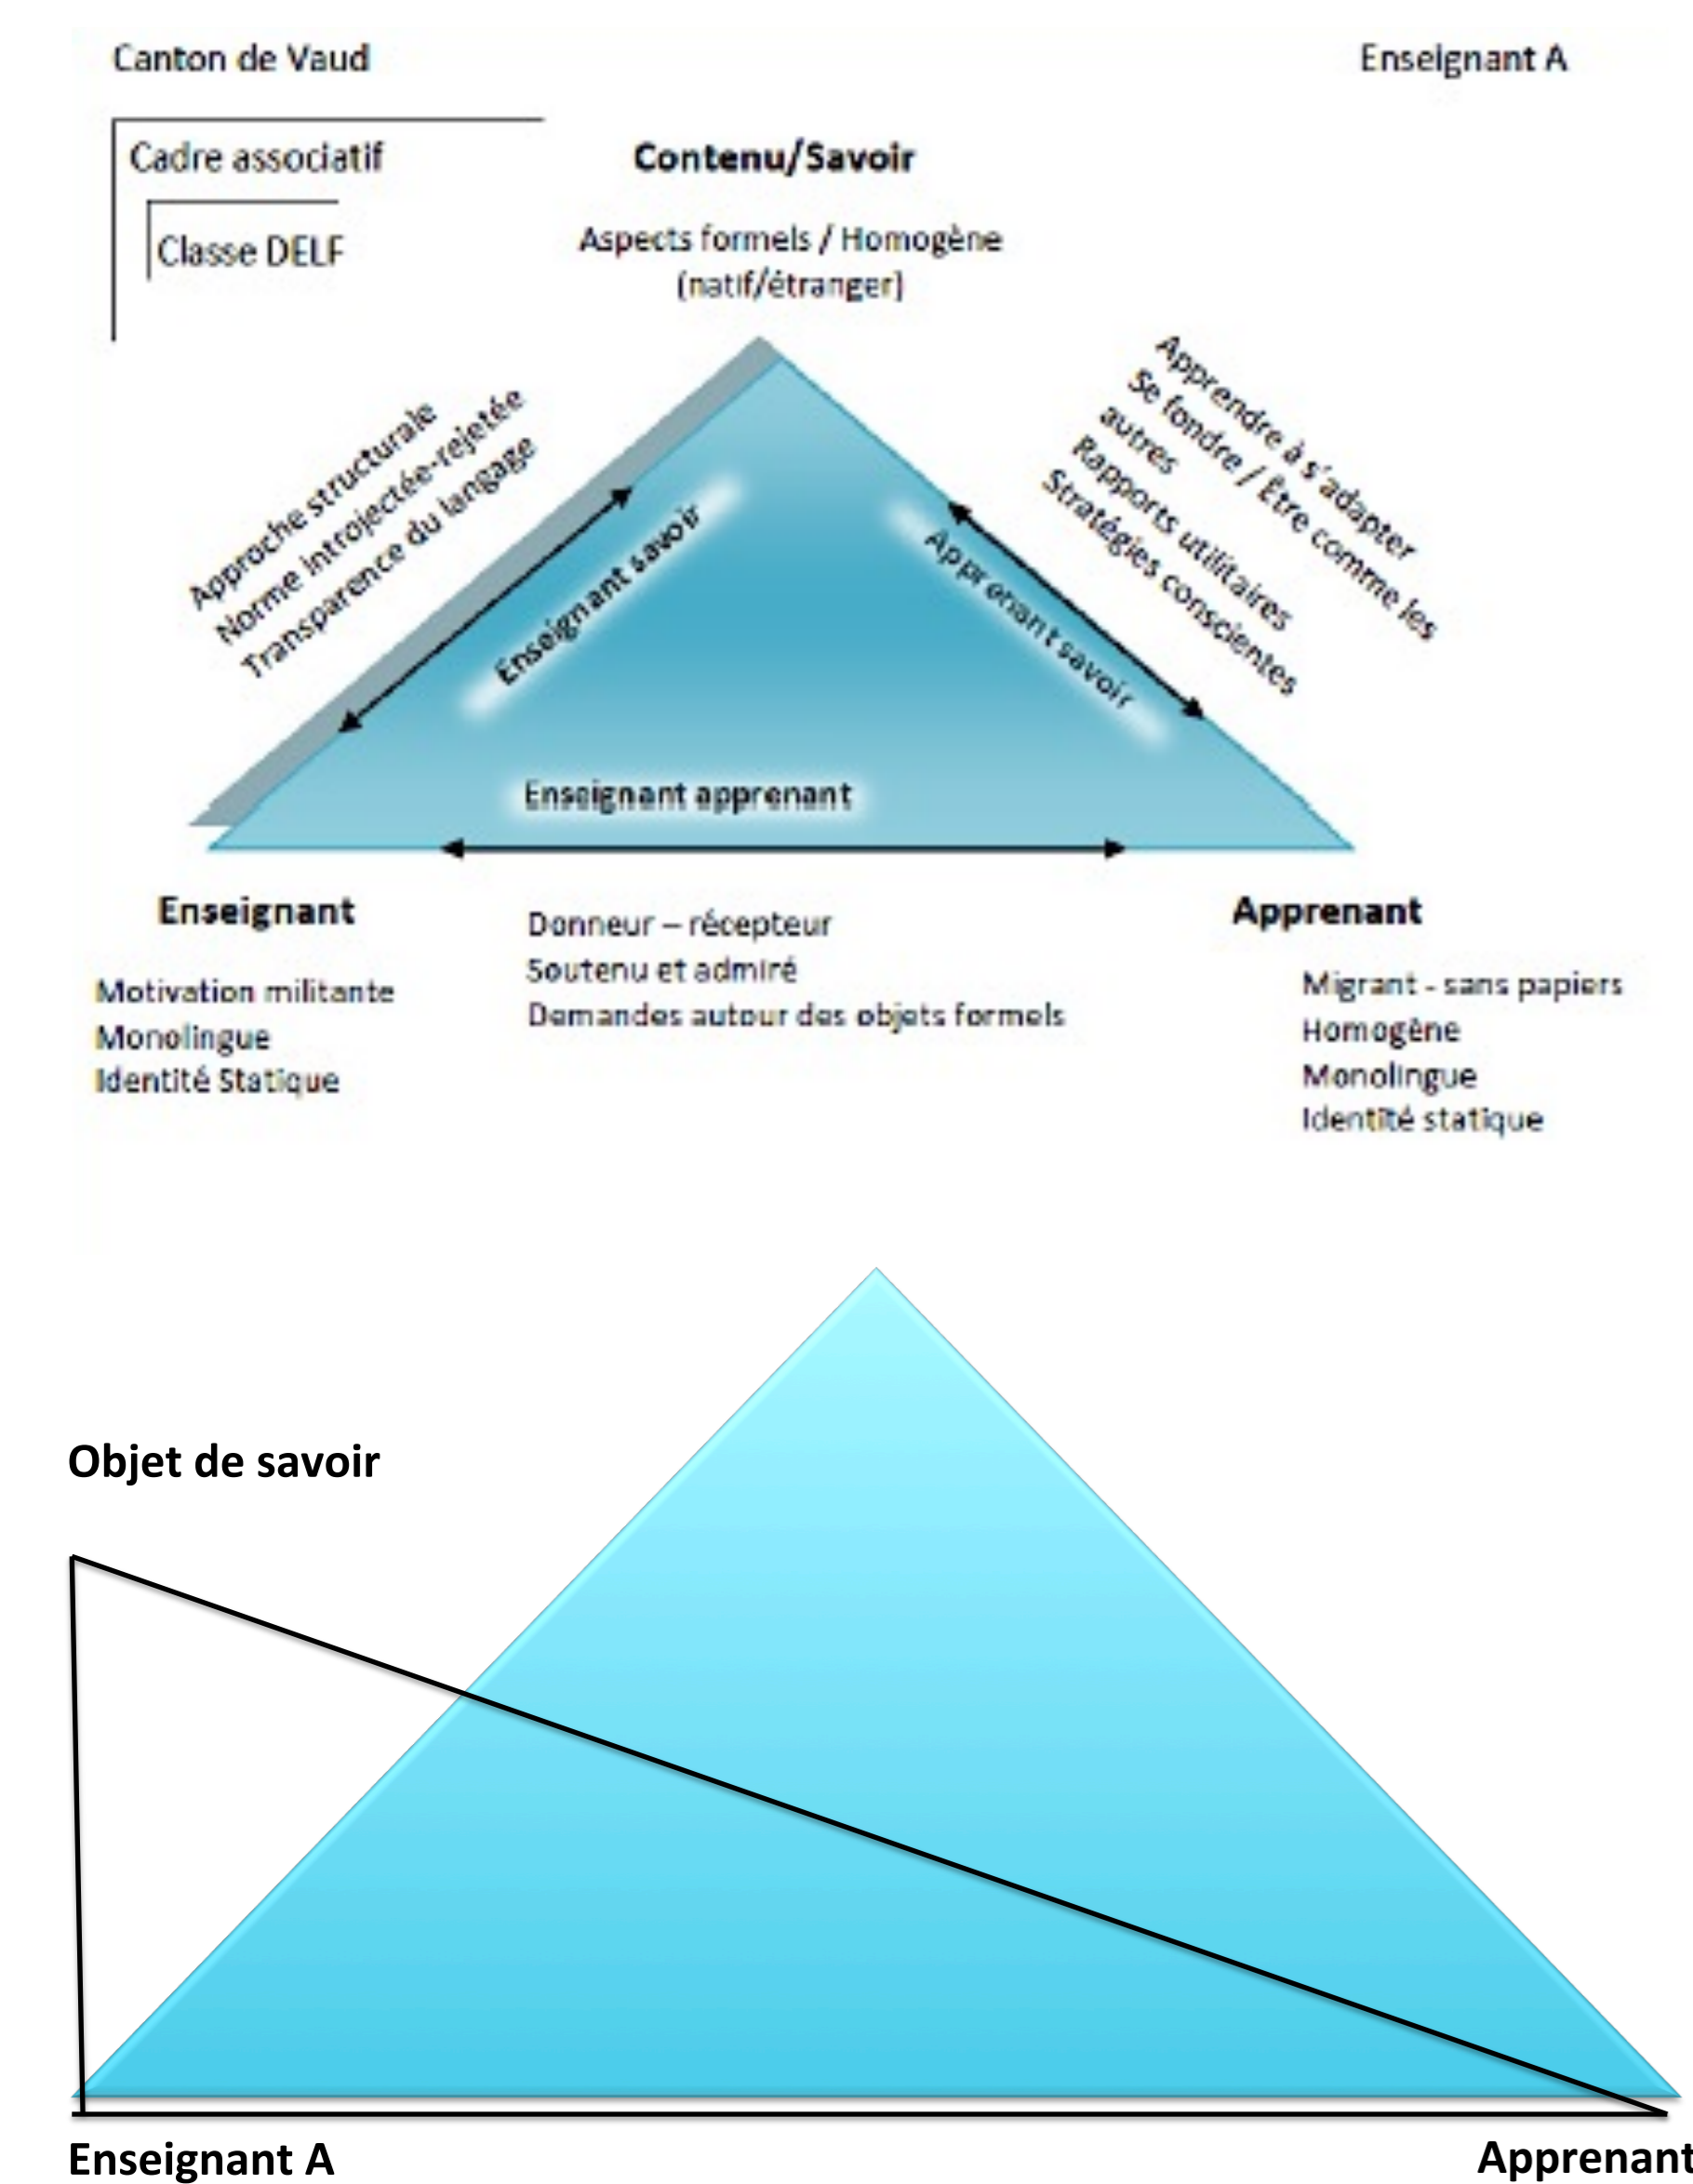 Canton de Vaud
Enseignant A
Cadre associatif
Classe DELF
Contenu/Savoir
Aspects formels / Homogène
(natif/étranger)
Approche structurale
Norme introjectée-rejetée
Transparence du langage
Apprendre à s'adapter
Se fondre / Être comme les
autres
Rapports utilitaires
Stratégies conscientes
Enseignant savoir
Apprenant savoir
Enseignant apprenant
Enseignant
Motivation militante
Monolingue
Identité Statique
Donneur – récepteur
Soutenu et admiré
Demandes autour des objets formels
Apprenant
Migrant - sans papiers
Homogène
Monolingue
Identité statique
Objet de savoir
Enseignant A
Apprenant